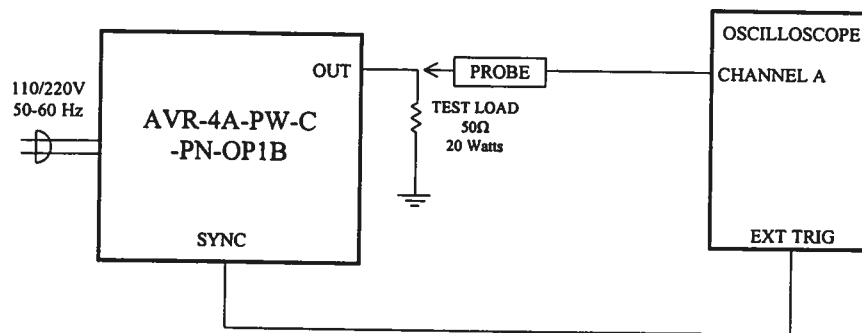 110/220V
50-60 Hz
AVR-4A-PW-C
-PN-OP1B
OUT
SYNC
PROBE
TEST LOAD
50Ω
20 Watts
OSCILLOSCOPE
CHANNEL A
EXT TRIG